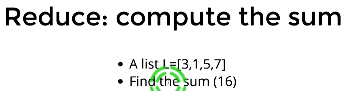 Reduce: compute the sum
• A list L=[3,1,5,7]
• Find the sum (16)